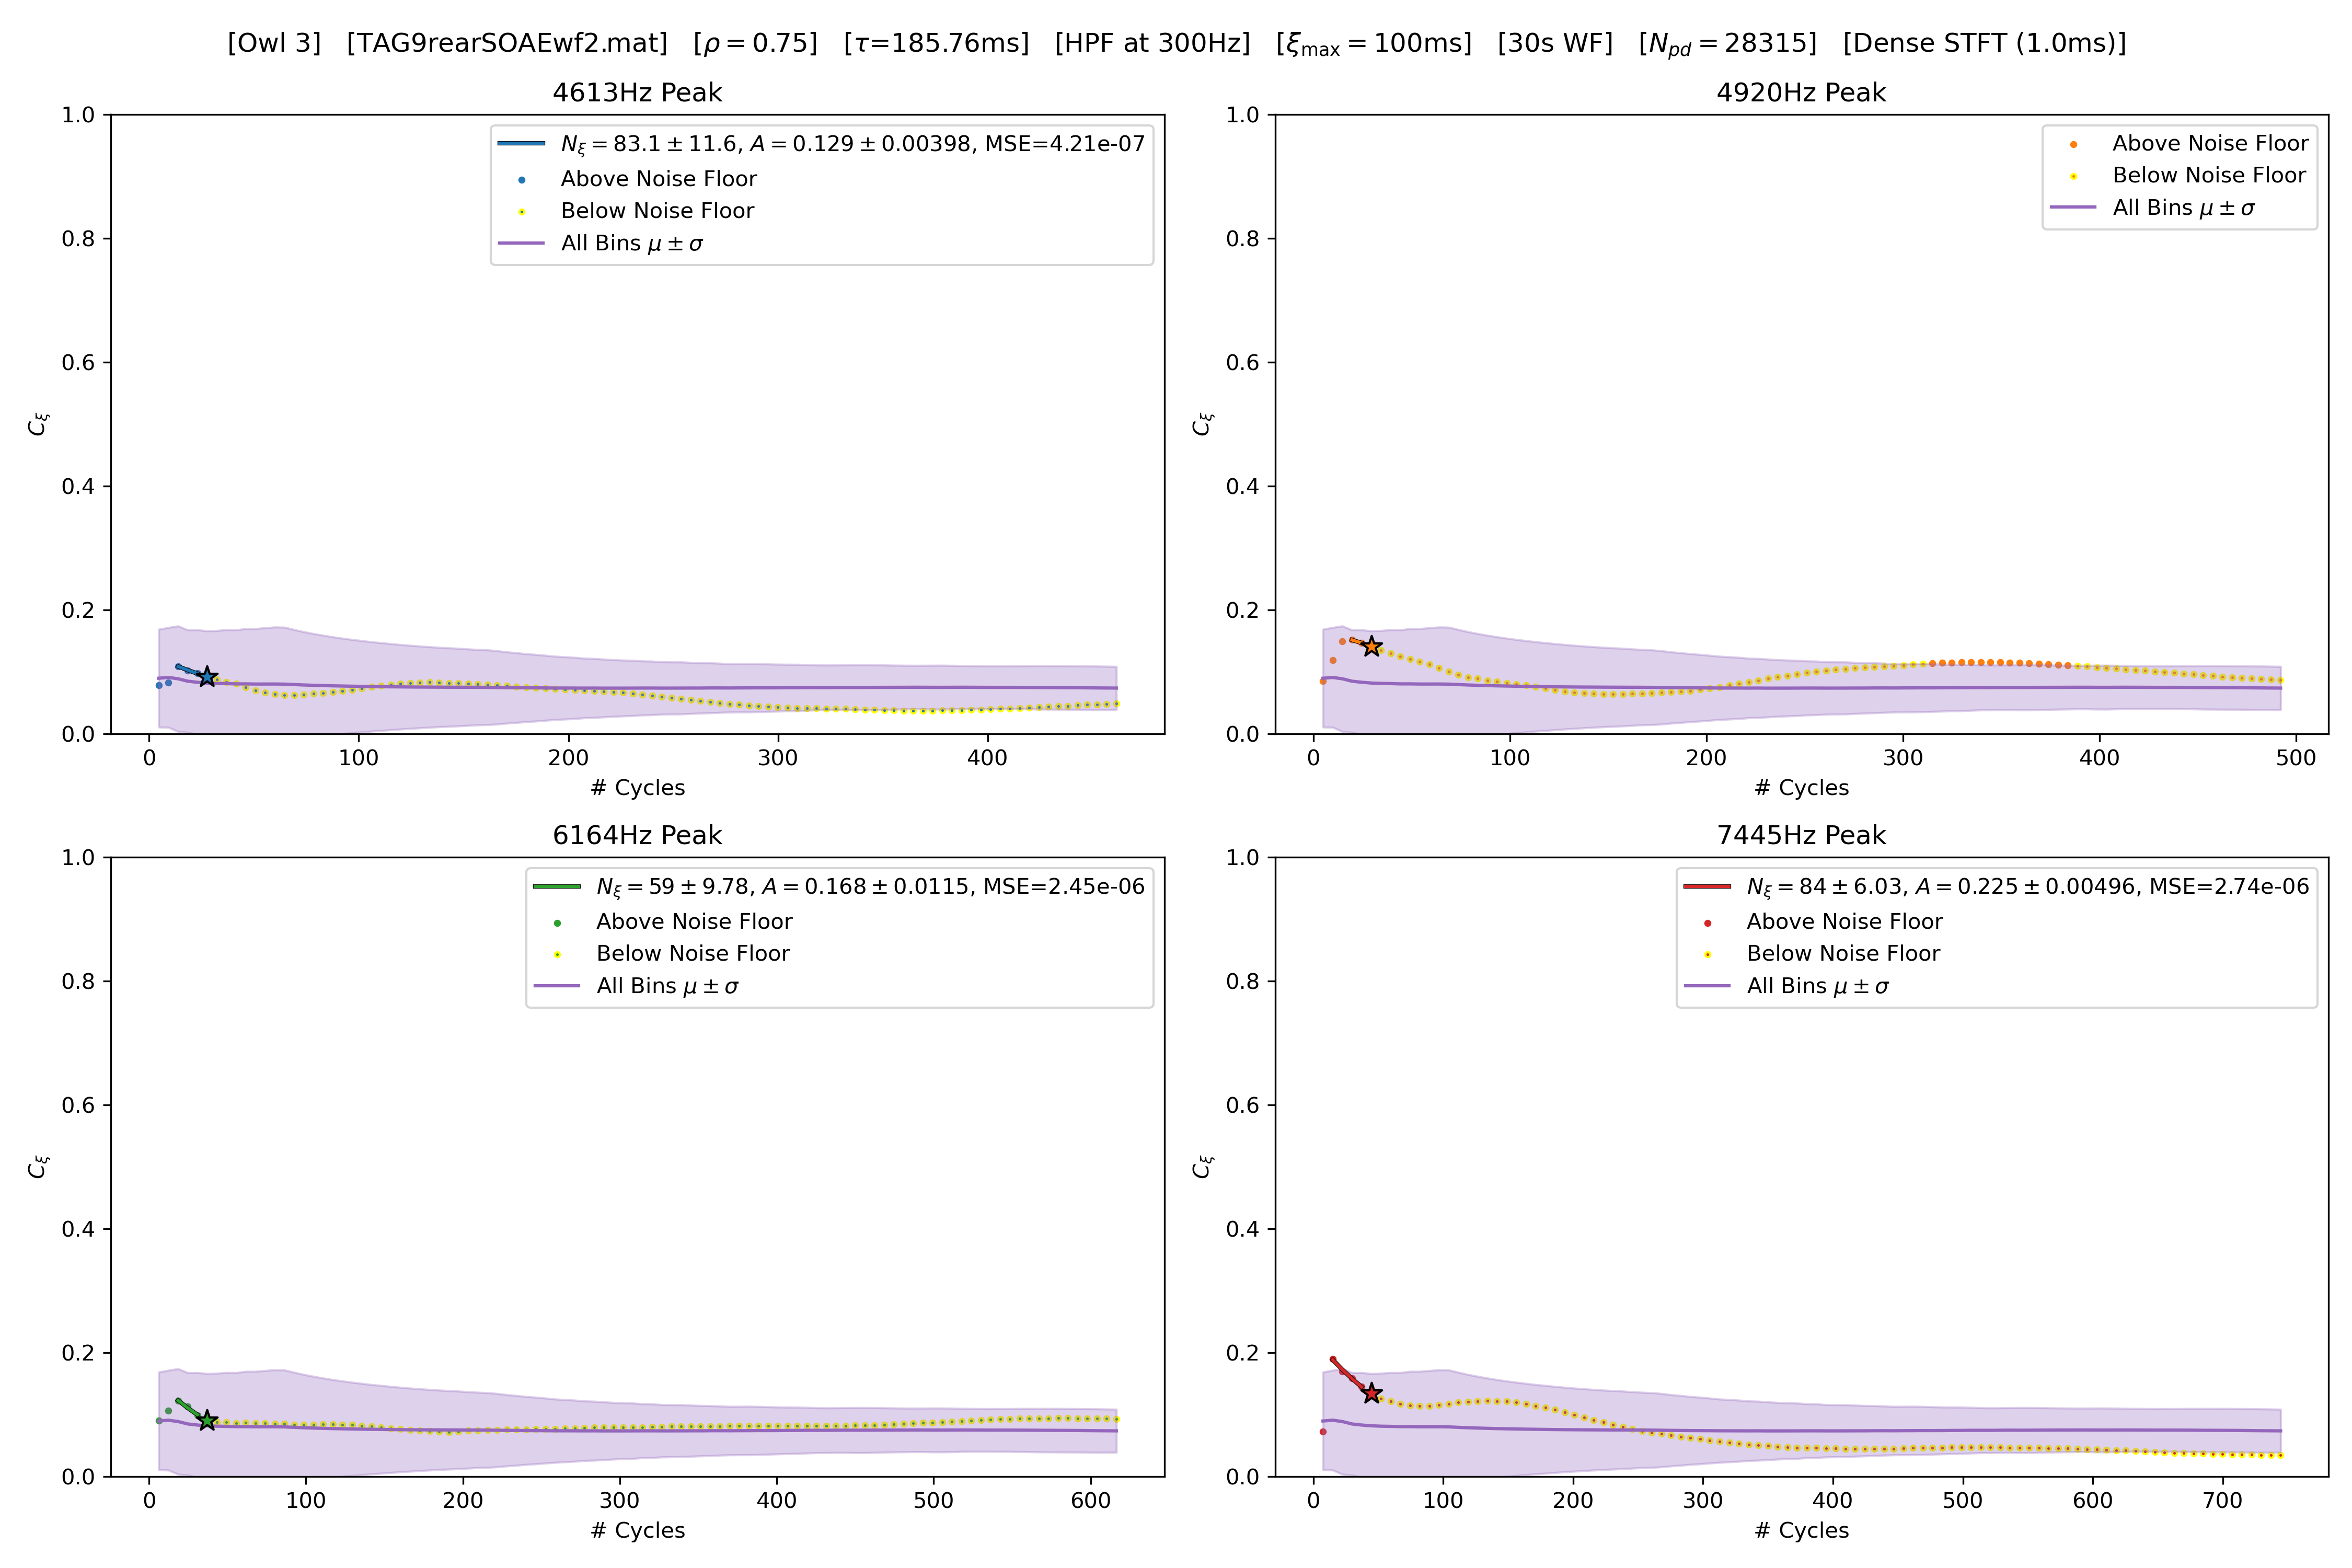 [Owl 3] [TAG9rearSOAEwf2.mat] [ρ = 0.75] [τ=185.76ms] [HPF at 300Hz] [ξmax = 100ms] [30s WF] [Npd = 28315] [Dense STFT (1.0ms)]
4613Hz Peak
Nξ = 83.1 ± 11.6, A = 0.129 ± 0.00398, MSE=4.21e-07
Above Noise Floor
Below Noise Floor
All Bins μ ± σ
1.0
0.8
0.6
0.4
0.2
0.0
Cξ
0 100 200 300 400
# Cycles
4920Hz Peak
Above Noise Floor
Below Noise Floor
All Bins μ ± σ
1.0
0.8
0.6
0.4
0.2
0.0
Cξ
0 100 200 300 400 500
# Cycles
6164Hz Peak
Nξ = 59 ± 9.78, A = 0.168 ± 0.0115, MSE=2.45e-06
Above Noise Floor
Below Noise Floor
All Bins μ ± σ
1.0
0.8
0.6
0.4
0.2
0.0
Cξ
0 100 200 300 400 500 600
# Cycles
7445Hz Peak
Nξ = 84 ± 6.03, A = 0.225 ± 0.00496, MSE=2.74e-06
Above Noise Floor
Below Noise Floor
All Bins μ ± σ
1.0
0.8
0.6
0.4
0.2
0.0
Cξ
0 100 200 300 400 500 600 700
# Cycles